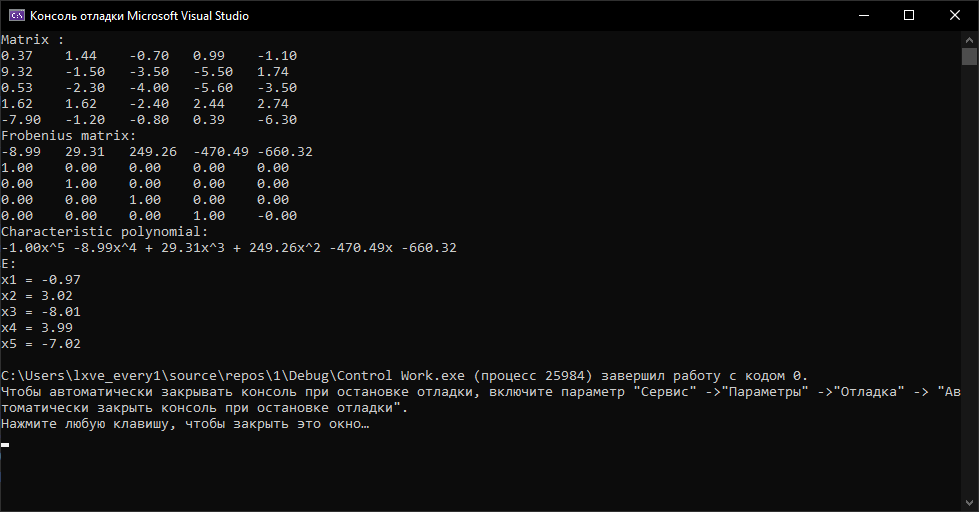 Консоль отладки Microsoft Visual Studio
Matrix :
0.37 1.44 -0.70 0.99 -1.10
9.32 -1.50 -3.50 -5.50 1.74
0.53 -2.30 -4.00 -5.60 -3.50
1.62 1.62 -2.40 2.44 2.74
-7.90 -1.20 -0.80 0.39 -6.30
Frobenius matrix:
-8.99 29.31 249.26 -470.49 -660.32
1.00 0.00 0.00 0.00 0.00
0.00 1.00 0.00 0.00 0.00
0.00 0.00 1.00 0.00 0.00
0.00 0.00 0.00 1.00 -0.00
Characteristic polynomial:
-1.00x^5 -8.99x^4 + 29.31x^3 + 249.26x^2 -470.49x -660.32
E:
x1 = -0.97
x2 = 3.02
x3 = -8.01
x4 = 3.99
x5 = -7.02
C:\Users\lxve_every1\source\repos\1\Debug\Control Work.exe (процесс 25984) завершил работу с кодом 0.
Чтобы автоматически закрывать консоль при остановке отладки, включите параметр "Сервис" ->"Параметры" ->"Отладка" -> "Ав
томатически закрыть консоль при остановке отладки".
Нажмите любую клавишу, чтобы закрыть это окно…